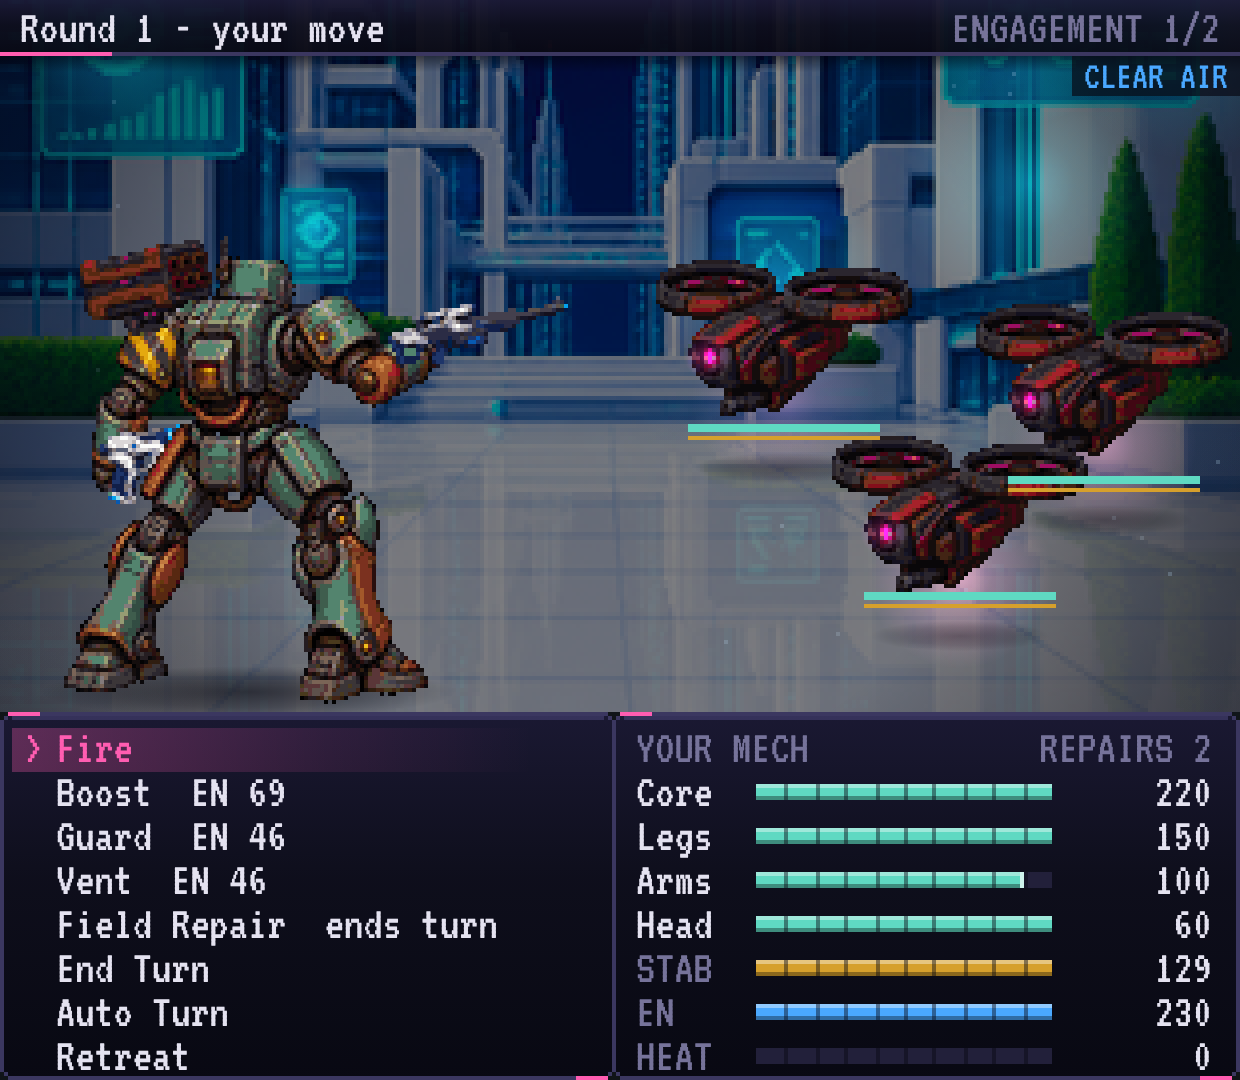 Round 1 - your move
ENGAGEMENT 1/2
CLEAR AIR
> Fire
Boost EN 69
Guard EN 46
Vent EN 46
Field Repair ends turn
End Turn
Auto Turn
Retreat
YOUR MECH REPAIRS 2
Core 220
Legs 150
Arms 100
Head 60
STAB 129
EN 230
HEAT 0